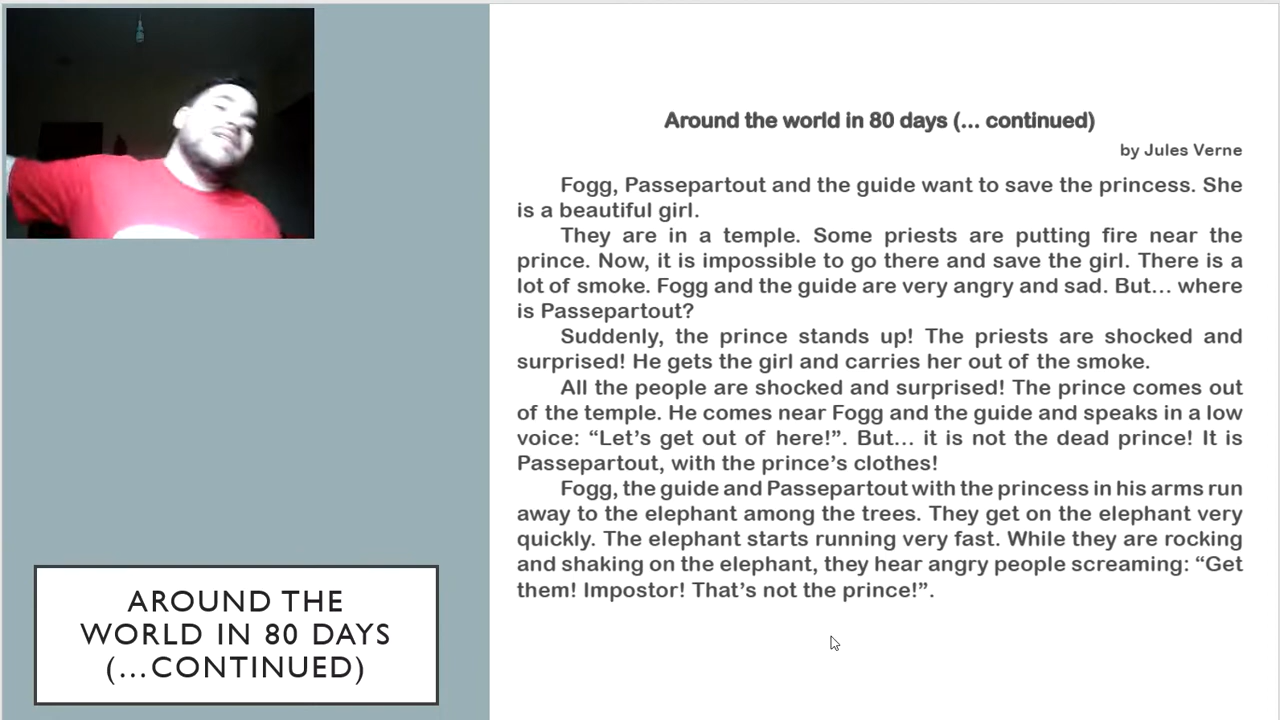 Around the world in 80 days (... continued)
by Jules Verne
Fogg, Passepartout and the guide want to save the princess. She
is a beautiful girl.
They are in a temple. Some priests are putting fire near the
prince. Now, it is impossible to go there and save the girl. There is a
lot of smoke. Fogg and the guide are very angry and sad. But... where
is Passepartout?
Suddenly, the prince stands up! The priests are shocked and
surprised! He gets the girl and carries her out of the smoke.
All the people are shocked and surprised! The prince comes out
of the temple. He comes near Fogg and the guide and speaks in a low
voice: “Let’s get out of here!”. But... it is not the dead prince! It is
Passepartout, with the prince’s clothes!
Fogg, the guide and Passepartout with the princess in his arms run
away to the elephant among the trees. They get on the elephant very
quickly. The elephant starts running very fast. While they are rocking
and shaking on the elephant, they hear angry people screaming: “Get
them! Impostor! That’s not the prince!”.
AROUND THE
WORLD IN 80 DAYS
(...CONTINUED)